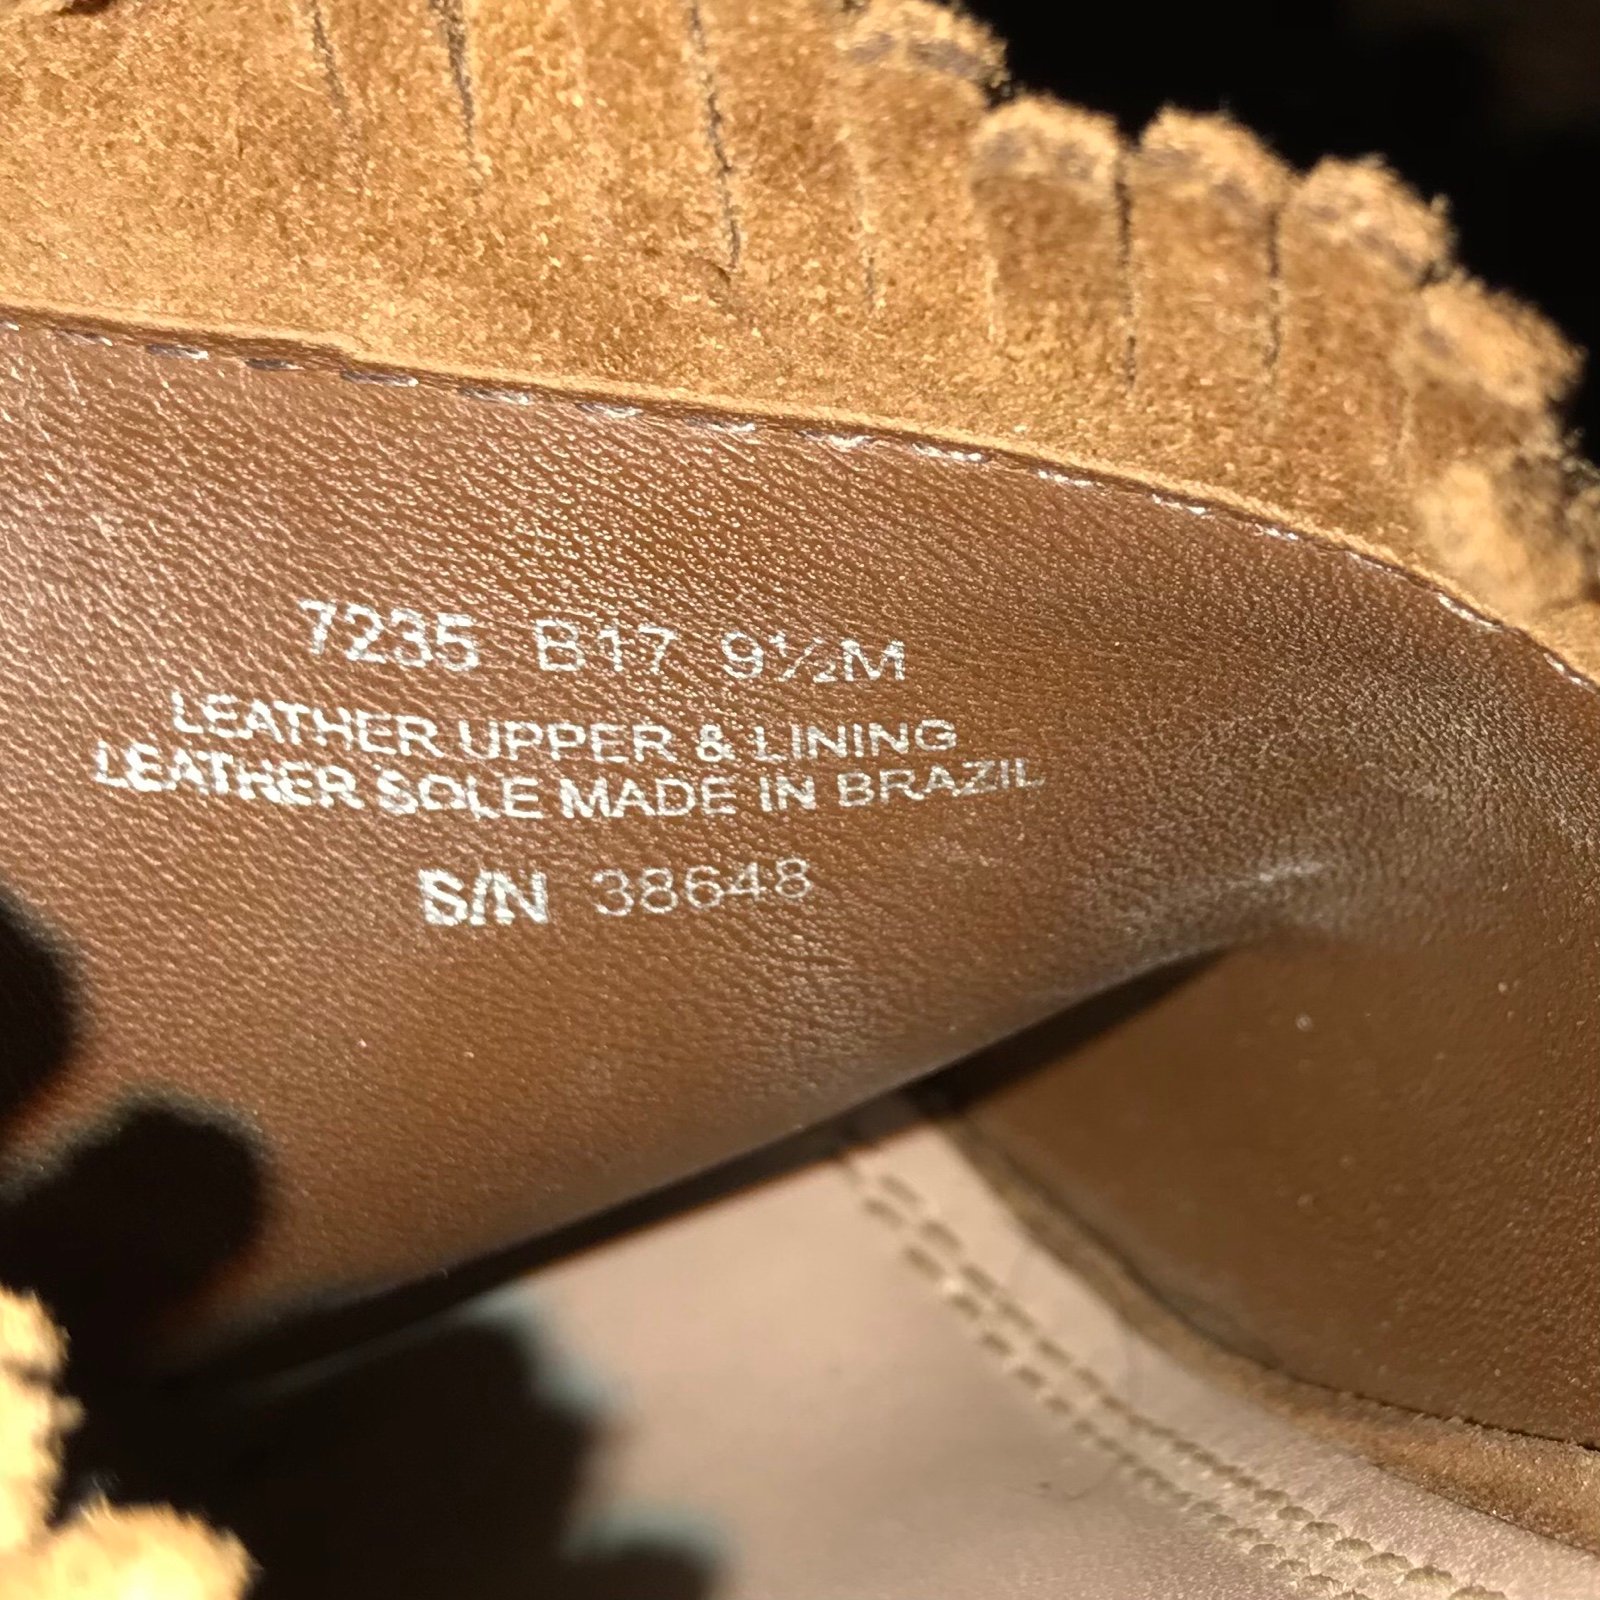 7235 B17 9½M
LEATHER UPPER & LINING
LEATHER SOLE MADE IN BRAZIL
S/N 38648